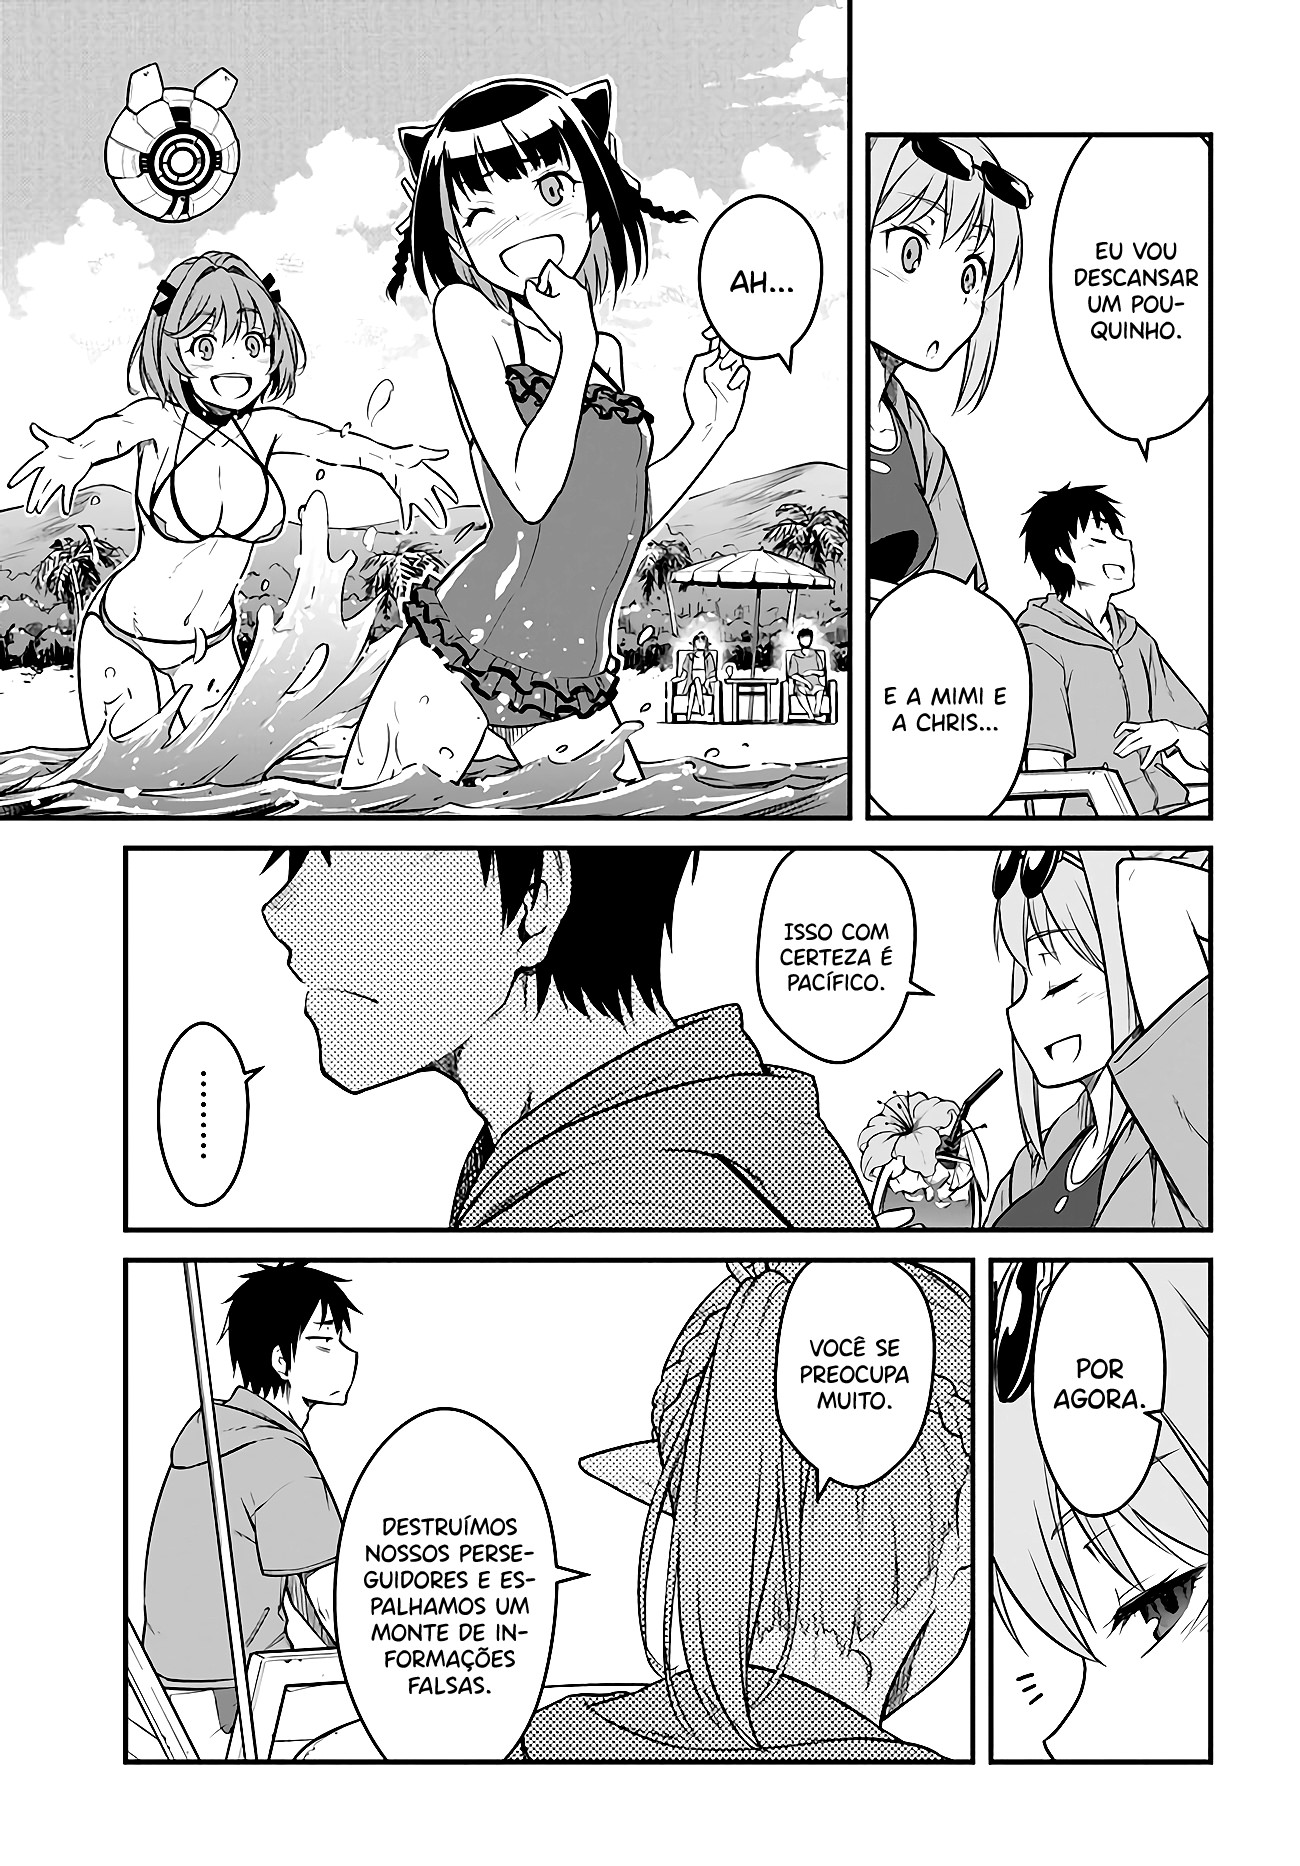 EU VOU
DESCANSAR
UM POU-
QUINHO.
E A MIMI E
A CHRIS...
AH...
ISSO COM
CERTEZA É
PACÍFICO.
.........
POR
AGORA.
VOCÊ SE
PREOCUPA
MUITO.
DESTRUÍMOS
NOSSOS PERSE-
GUIDORES E ES-
PALHAMOS UM
MONTE DE IN-
FORMAÇÕES
FALSAS.